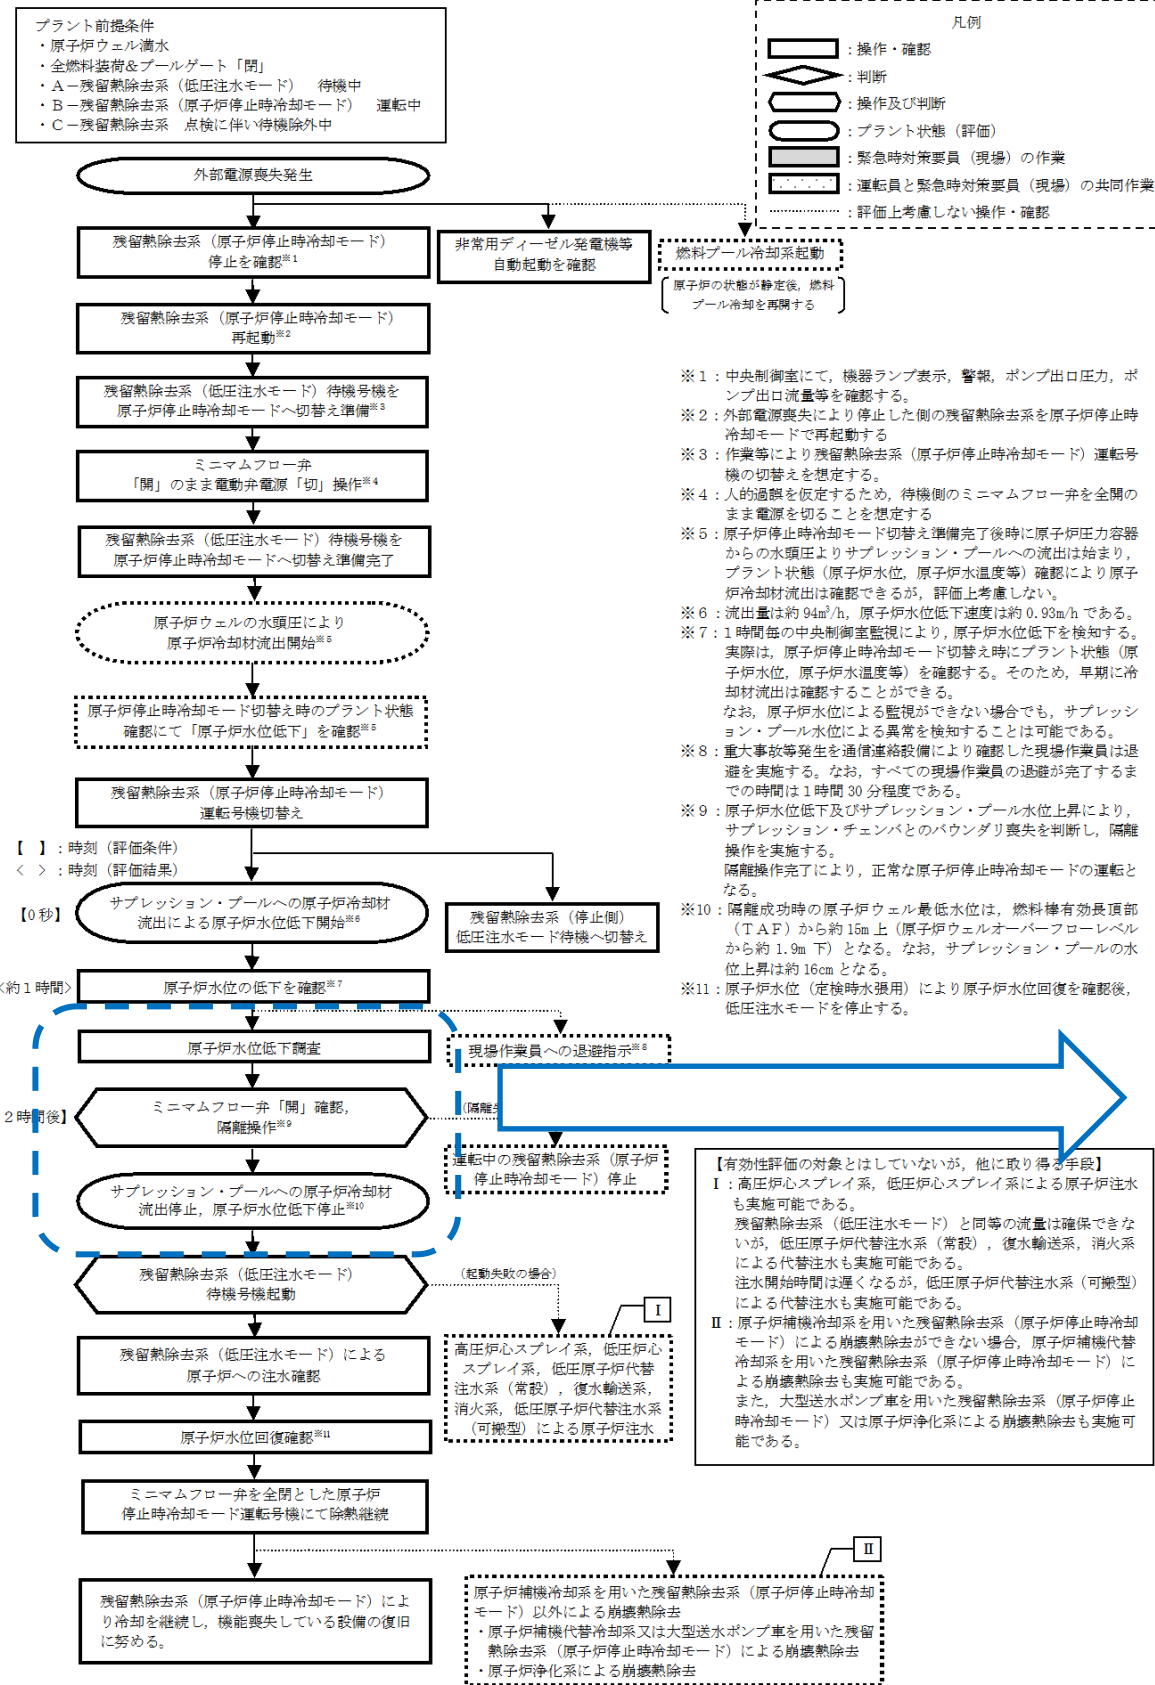 プラント前提条件
・原子炉ウェル満水
・全燃料装荷&プールゲート「閉」
・A－残留熱除去系（低圧注水モード）　待機中
・B－残留熱除去系（原子炉停止時冷却モード）　運転中
・C－残留熱除去系　点検に伴い待機除外中
凡例
：操作・確認
：判断
：操作及び判断
：プラント状態（評価）
：緊急時対策要員（現場）の作業
：運転員と緊急時対策要員（現場）の共同作業
：評価上考慮しない操作・確認
外部電源喪失発生
残留熱除去系（原子炉停止時冷却モード）
停止を確認※1
非常用ディーゼル発電機等
自動起動を確認
燃料プール冷却系起動
原子炉の状態が静定後，燃料
プール冷却を再開する
残留熱除去系（原子炉停止時冷却モード）
再起動※2
残留熱除去系（低圧注水モード）待機号機を
原子炉停止時冷却モードへ切替え準備※3
ミニマムフロー弁
「開」のまま電動弁電源「切」操作※4
残留熱除去系（低圧注水モード）待機号機を
原子炉停止時冷却モードへ切替え準備完了
原子炉ウェルの水頭圧により
原子炉冷却材流出開始※5
原子炉停止時冷却モード切替え時のプラント状態
確認にて「原子炉水位低下」を確認※5
残留熱除去系（原子炉停止時冷却モード）
運転号機切替え
【　】：時刻（評価条件）
＜　＞：時刻（評価結果）
【0秒】
サプレッション・プールへの原子炉冷却材
流出による原子炉水位低下開始※6
残留熱除去系（停止側）
低圧注水モード待機へ切替え
＜約1時間＞
原子炉水位の低下を確認※7
原子炉水位低下調査
現場作業員への退避指示※8
2時間後】
ミニマムフロー弁「開」確認，
隔離操作※9
（隔離失
運転中の残留熱除去系（原子炉
停止時冷却モード）停止
サプレッション・プールへの原子炉冷却材
流出停止，原子炉水位低下停止※10
残留熱除去系（低圧注水モード）
待機号機起動
（起動失敗の場合）
Ⅰ
残留熱除去系（低圧注水モード）による
原子炉への注水確認
高圧炉心スプレイ系，低圧炉心
スプレイ系，低圧原子炉代替
注水系（常設），復水輸送系，
消火系，低圧原子炉代替注水系
（可搬型）による原子炉注水
原子炉水位回復確認※11
ミニマムフロー弁を全閉とした原子炉
停止時冷却モード運転号機にて除熱継続
Ⅱ
残留熱除去系（原子炉停止時冷却モード）によ
り冷却を継続し，機能喪失している設備の復旧
に努める。
原子炉補機冷却系を用いた残留熱除去系（原子炉停止時冷却
モード）以外による崩壊熱除去
・原子炉補機代替冷却系又は大型送水ポンプ車を用いた残留
熱除去系（原子炉停止時冷却モード）による崩壊熱除去
・原子炉浄化系による崩壊熱除去
※1：中央制御室にて，機器ランプ表示，警報，ポンプ出口圧力，ポ
ンプ出口流量等を確認する。
※2：外部電源喪失により停止した側の残留熱除去系を原子炉停止時
冷却モードで再起動する
※3：作業等により残留熱除去系（原子炉停止時冷却モード）運転号
機の切替えを想定する。
※4：人的過誤を仮定するため，待機側のミニマムフロー弁を全開の
まま電源を切ることを想定する
※5：原子炉停止時冷却モード切替え準備完了後時に原子炉圧力容器
からの水頭圧よりサプレッション・プールへの流出は始まり，
プラント状態（原子炉水位，原子炉水温度等）確認により原子
炉冷却材流出は確認できるが，評価上考慮しない。
※6：流出量は約94m³/h，原子炉水位低下速度は約0.93m/hである。
※7：1時間毎の中央制御室監視により，原子炉水位低下を検知する。
実際は，原子炉停止時冷却モード切替え時にプラント状態（原
子炉水位，原子炉水温度等）を確認する。そのため，早期に冷
却材流出は確認することができる。
なお，原子炉水位による監視ができない場合でも，サプレッシ
ョン・プール水位による異常を検知することは可能である。
※8：重大事故等発生を通信連絡設備により確認した現場作業員は退
避を実施する。なお，すべての現場作業員の退避が完了するま
での時間は1時間30分程度である。
※9：原子炉水位低下及びサプレッション・プール水位上昇により，
サプレッション・チェンバとのバウンダリ喪失を判断し，隔離
操作を実施する。
隔離操作完了により，正常な原子炉停止時冷却モードの運転と
なる。
※10：隔離成功時の原子炉ウェル最低水位は，燃料棒有効長頂部
（TAF）から約15m上（原子炉ウェルオーバーフローレベル
から約1.9m下）となる。なお，サプレッション・プールの水
位上昇は約16cmとなる。
※11：原子炉水位（定検時水張用）により原子炉水位回復を確認後，
低圧注水モードを停止する。
【有効性評価の対象とはしていないが，他に取り得る手段】
Ⅰ：高圧炉心スプレイ系，低圧炉心スプレイ系による原子炉注水
も実施可能である。
残留熱除去系（低圧注水モード）と同等の流量は確保できな
いが，低圧原子炉代替注水系（常設），復水輸送系，消火系
による代替注水も実施可能である。
注水開始時間は遅くなるが，低圧原子炉代替注水系（可搬型）
による代替注水も実施可能である。
Ⅱ：原子炉補機冷却系を用いた残留熱除去系（原子炉停止時冷却
モード）による崩壊熱除去ができない場合，原子炉補機代替
冷却系を用いた残留熱除去系（原子炉停止時冷却モード）に
よる崩壊熱除去も実施可能である。
また，大型送水ポンプ車を用いた残留熱除去系（原子炉停止
時冷却モード）又は原子炉浄化系による崩壊熱除去も実施可
能である。